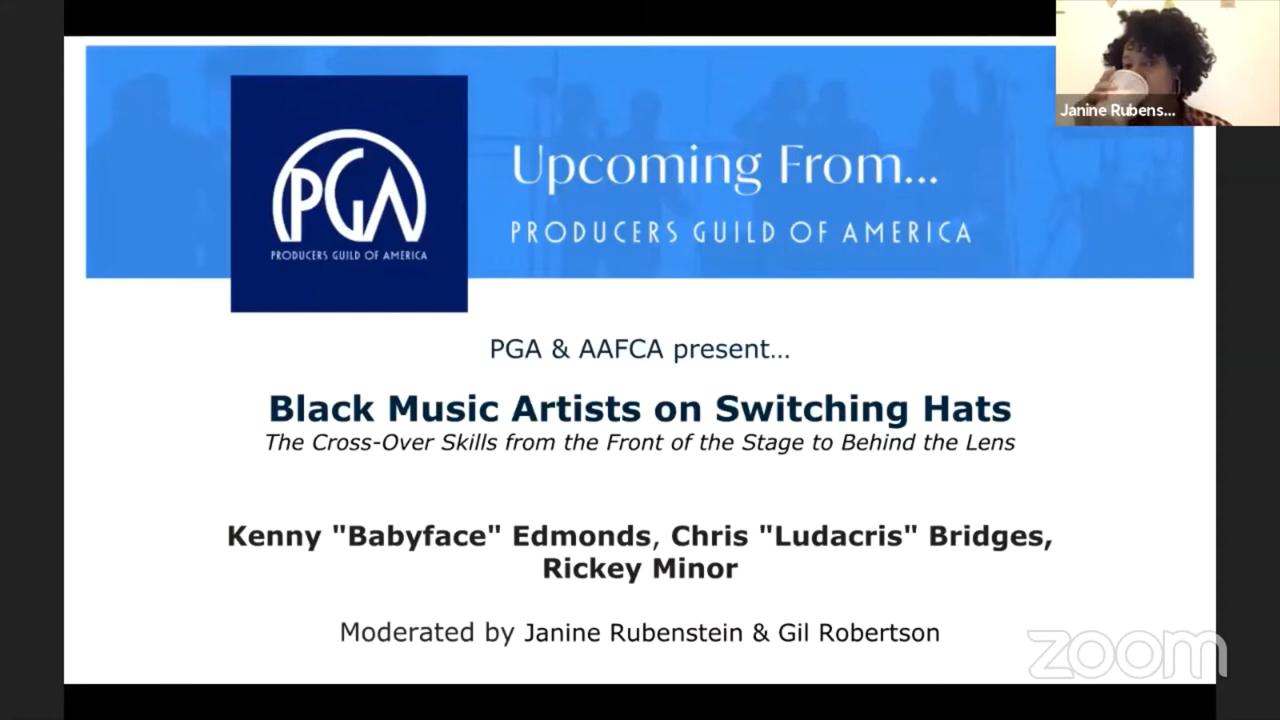 Janine Rubens...
PGA
PRODUCERS GUILD OF AMERICA
Upcoming From...
PRODUCERS GUILD OF AMERICA
PGA & AAFCA present...
Black Music Artists on Switching Hats
The Cross-Over Skills from the Front of the Stage to Behind the Lens
Kenny "Babyface" Edmonds, Chris "Ludacris" Bridges,
Rickey Minor
Moderated by Janine Rubenstein & Gil Robertson
zoom